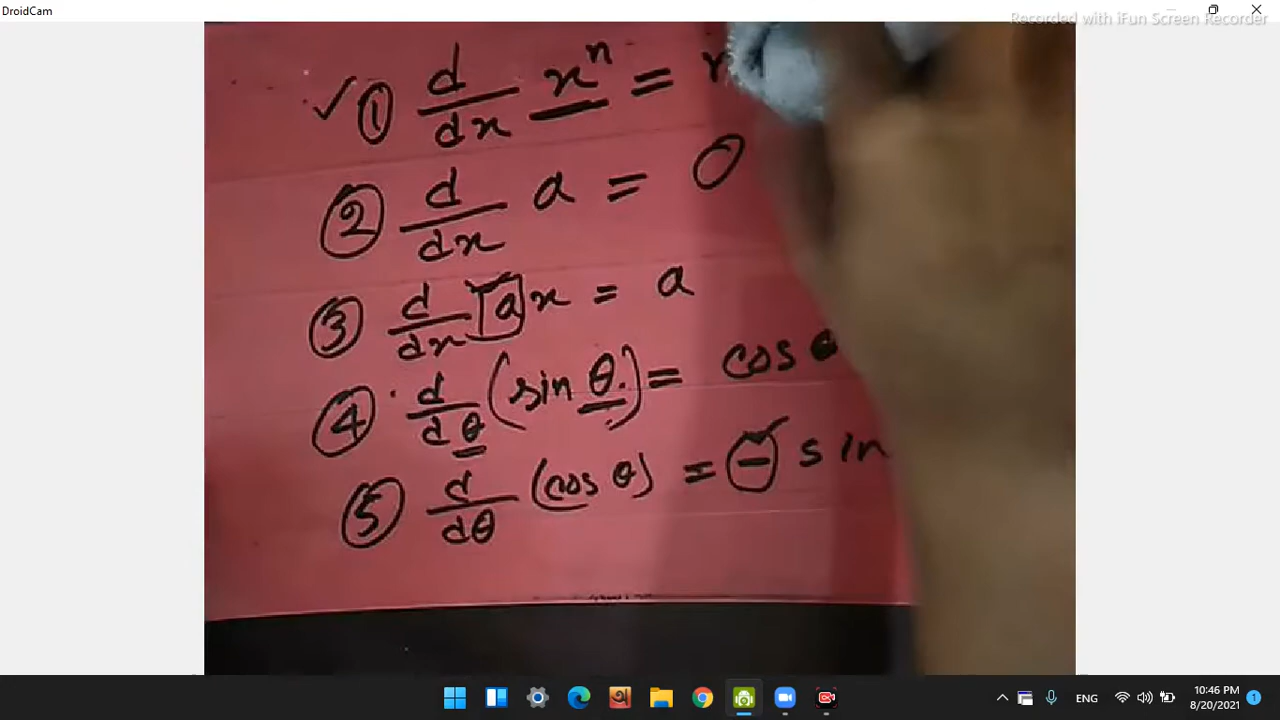 DroidCam
Recorded with iFun Screen Recorder
✓ ① d/dx xⁿ = n
② d/dx a = 0
③ d/dx a x = a
④ d/dθ (sin θ) = cos θ
⑤ d/dθ (cos θ) = - sin
অ
ENG
10:46 PM
8/20/2021
1